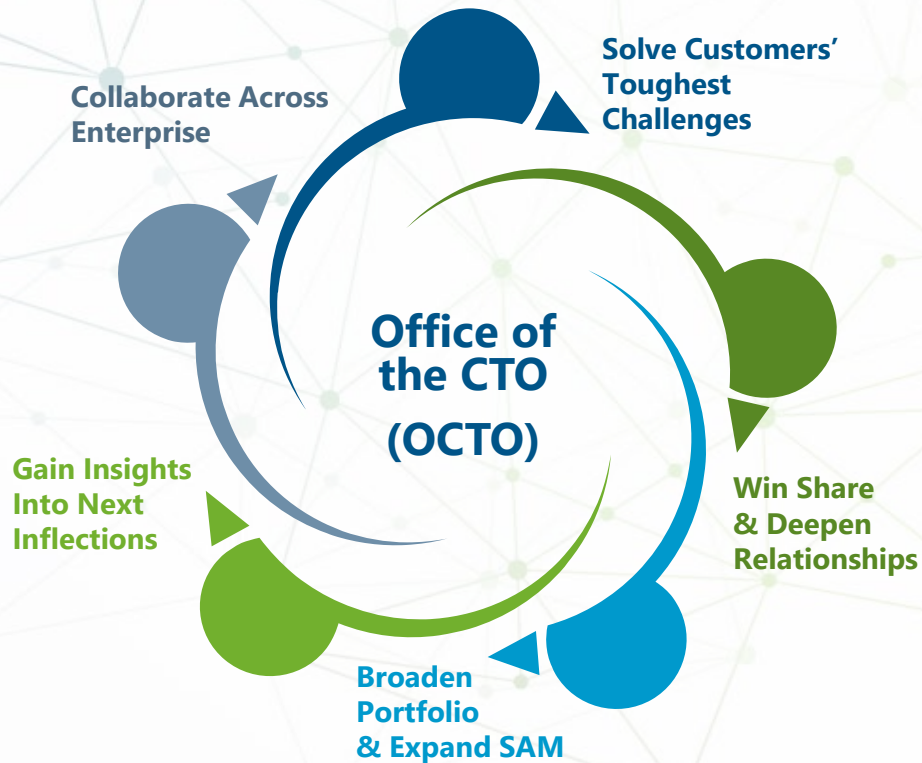 Collaborate Across
Enterprise
Solve Customers’
Toughest
Challenges
Office of
the CTO
(OCTO)
Gain Insights
Into Next
Inflections
Win Share
& Deepen
Relationships
Broaden
Portfolio
& Expand SAM